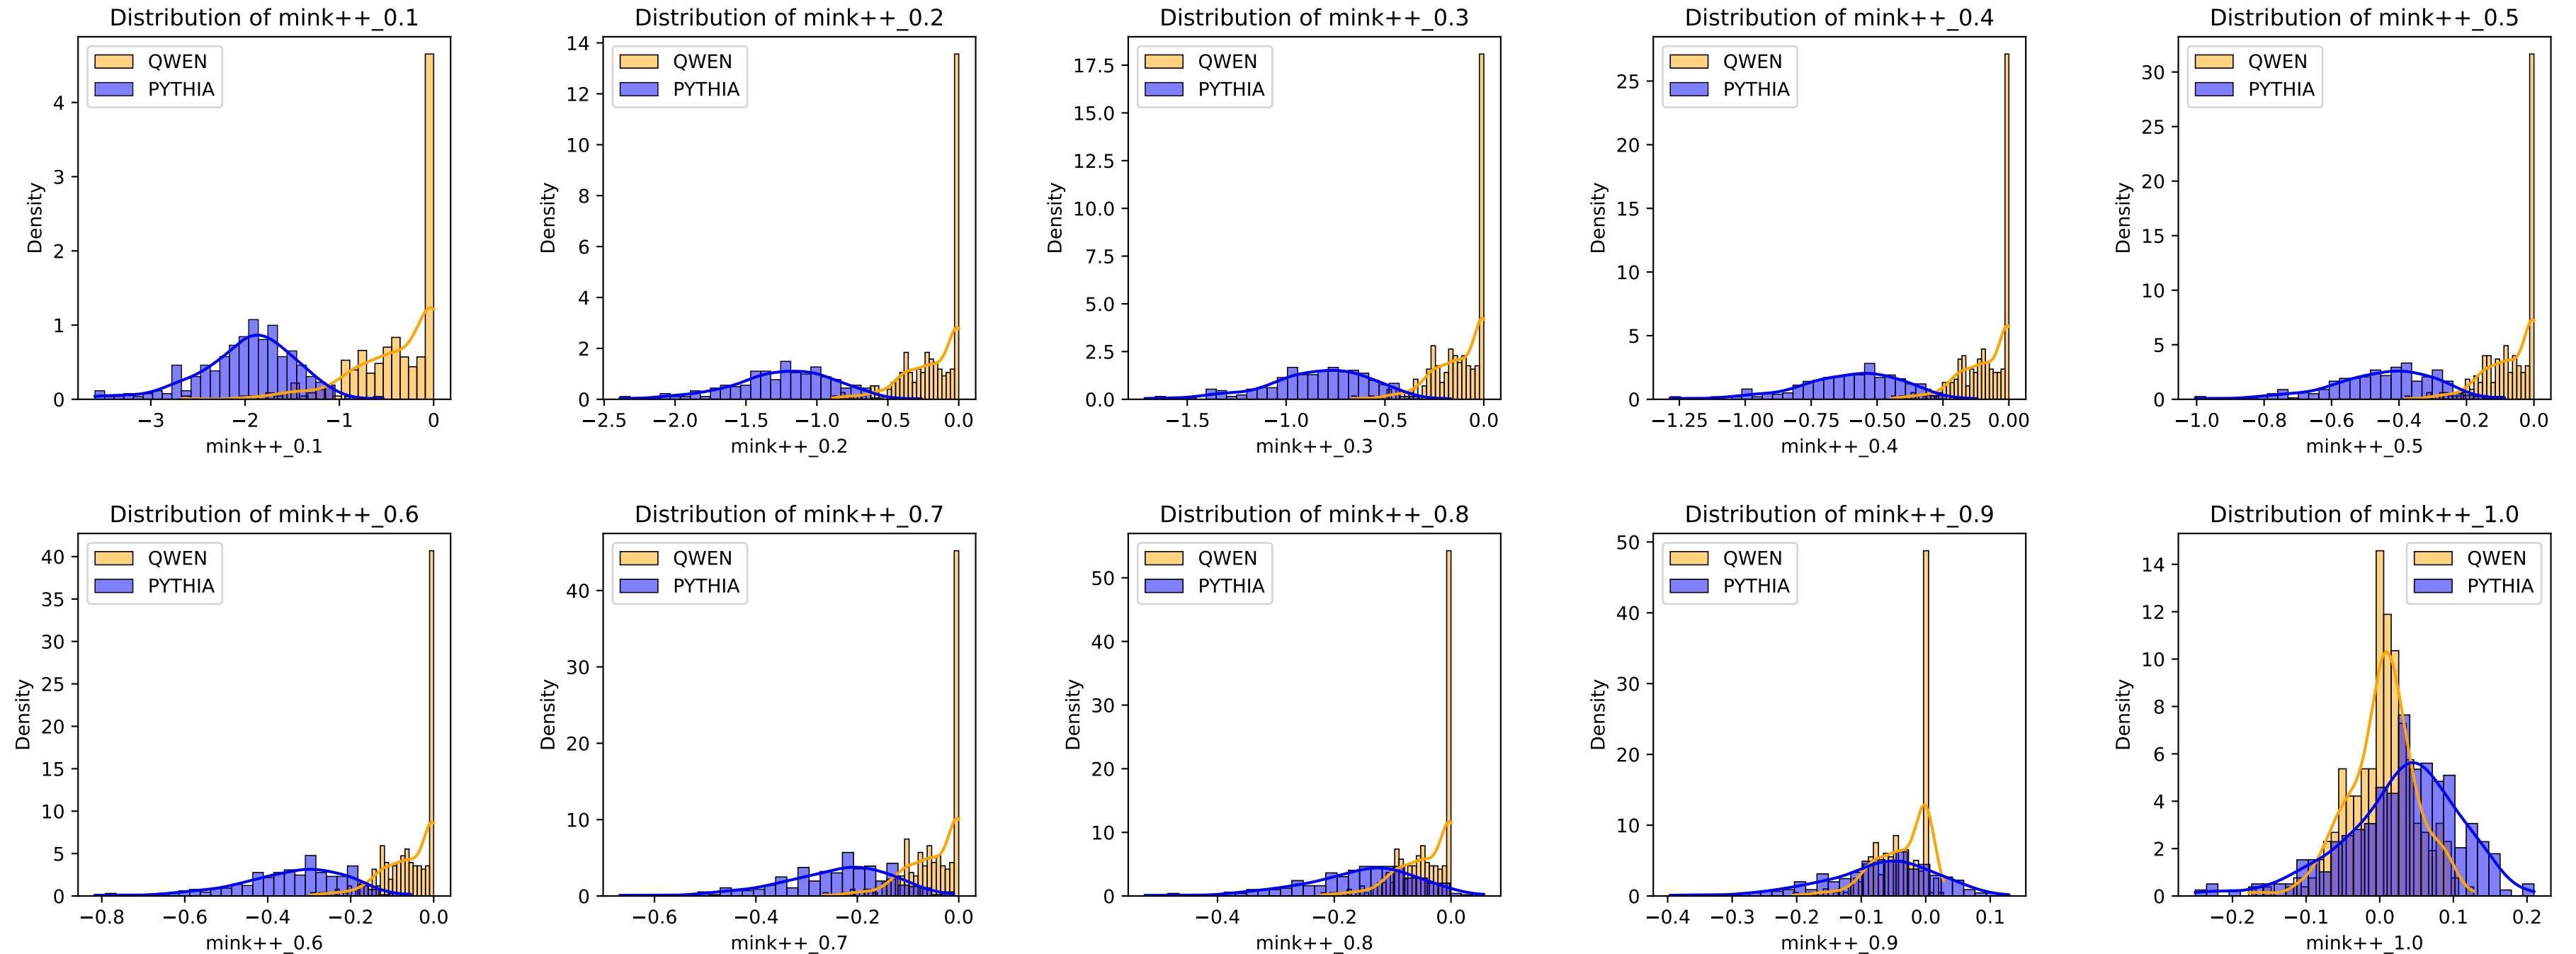 Distribution of mink++_0.1
QWEN
PYTHIA
Density
4
3
2
1
0
−3 −2 −1 0
mink++_0.1
Distribution of mink++_0.2
QWEN
PYTHIA
Density
14
12
10
8
6
4
2
0
−2.5 −2.0 −1.5 −1.0 −0.5 0.0
mink++_0.2
Distribution of mink++_0.3
QWEN
PYTHIA
Density
17.5
15.0
12.5
10.0
7.5
5.0
2.5
0.0
−1.5 −1.0 −0.5 0.0
mink++_0.3
Distribution of mink++_0.4
QWEN
PYTHIA
Density
25
20
15
10
5
0
−1.25 −1.00 −0.75 −0.50 −0.25 0.00
mink++_0.4
Distribution of mink++_0.5
QWEN
PYTHIA
Density
30
25
20
15
10
5
0
−1.0 −0.8 −0.6 −0.4 −0.2 0.0
mink++_0.5
Distribution of mink++_0.6
QWEN
PYTHIA
Density
40
35
30
25
20
15
10
5
0
−0.8 −0.6 −0.4 −0.2 0.0
mink++_0.6
Distribution of mink++_0.7
QWEN
PYTHIA
Density
40
30
20
10
0
−0.6 −0.4 −0.2 0.0
mink++_0.7
Distribution of mink++_0.8
QWEN
PYTHIA
Density
50
40
30
20
10
0
−0.4 −0.2 0.0
mink++_0.8
Distribution of mink++_0.9
QWEN
PYTHIA
Density
50
40
30
20
10
0
−0.4 −0.3 −0.2 −0.1 0.0 0.1
mink++_0.9
Distribution of mink++_1.0
QWEN
PYTHIA
Density
14
12
10
8
6
4
2
0
−0.2 −0.1 0.0 0.1 0.2
mink++_1.0